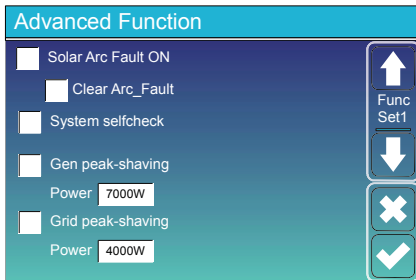 Advanced Function
Solar Arc Fault ON
Clear Arc_Fault
System selfcheck
Gen peak-shaving
Power 7000W
Grid peak-shaving
Power 4000W
Func
Set1